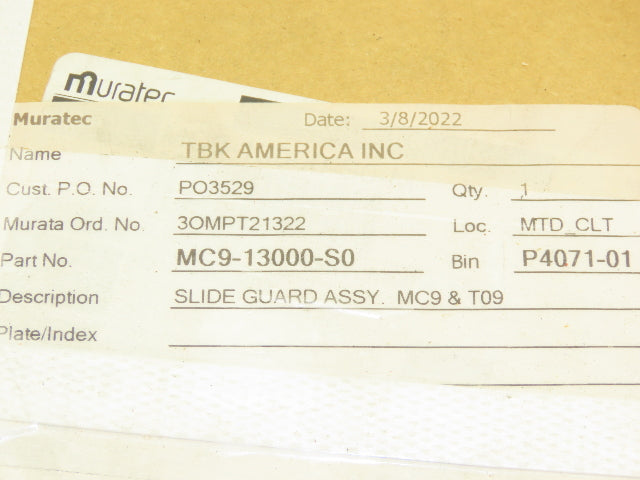 muratec
Muratec Date: 3/8/2022
Name TBK AMERICA INC
Cust. P.O. No. PO3529 Qty. 1
Murata Ord. No. 3OMPT21322 Loc. MTD_CLT
Part No. MC9-13000-S0 Bin P4071-01
Description SLIDE GUARD ASSY. MC9 & T09
Plate/Index